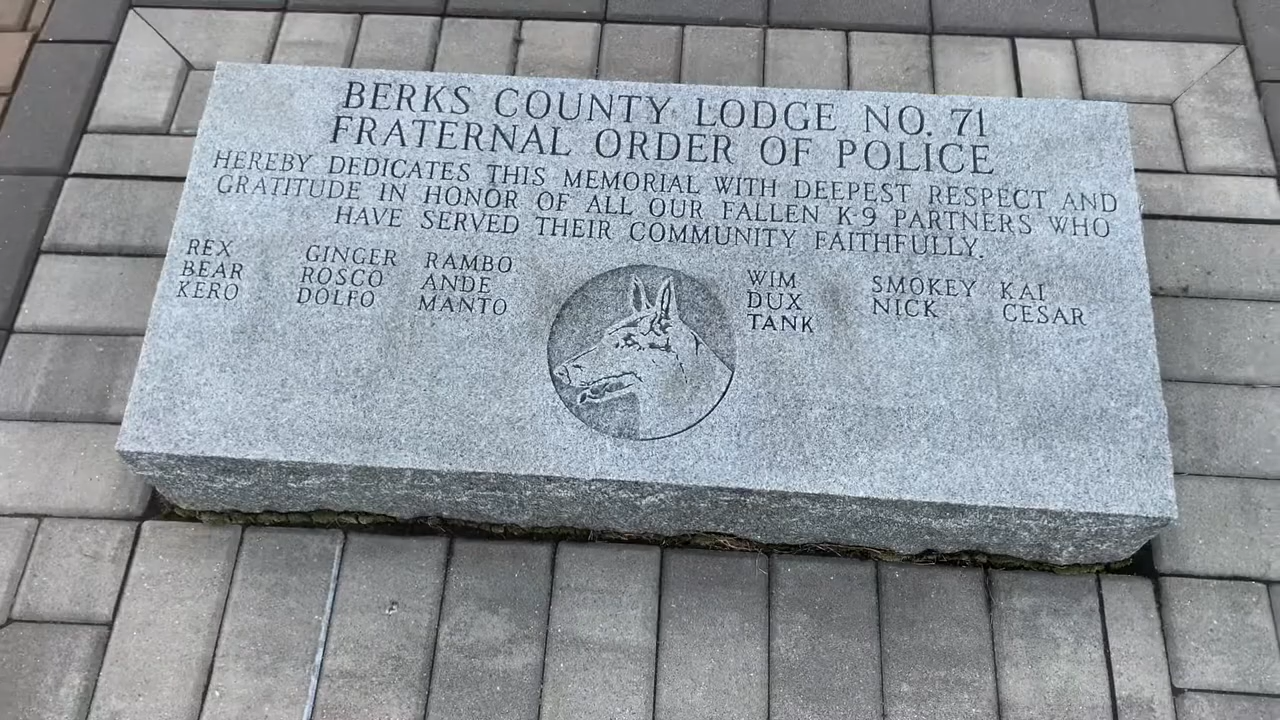 BERKS COUNTY LODGE NO. 71
FRATERNAL ORDER OF POLICE
HEREBY DEDICATES THIS MEMORIAL WITH DEEPEST RESPECT AND
GRATITUDE IN HONOR OF ALL OUR FALLEN K-9 PARTNERS WHO
HAVE SERVED THEIR COMMUNITY FAITHFULLY.
REX GINGER RAMBO WIM SMOKEY KAI
BEAR ROSCO ANDE DUX NICK CESAR
KERO DOLFO MANTO TANK